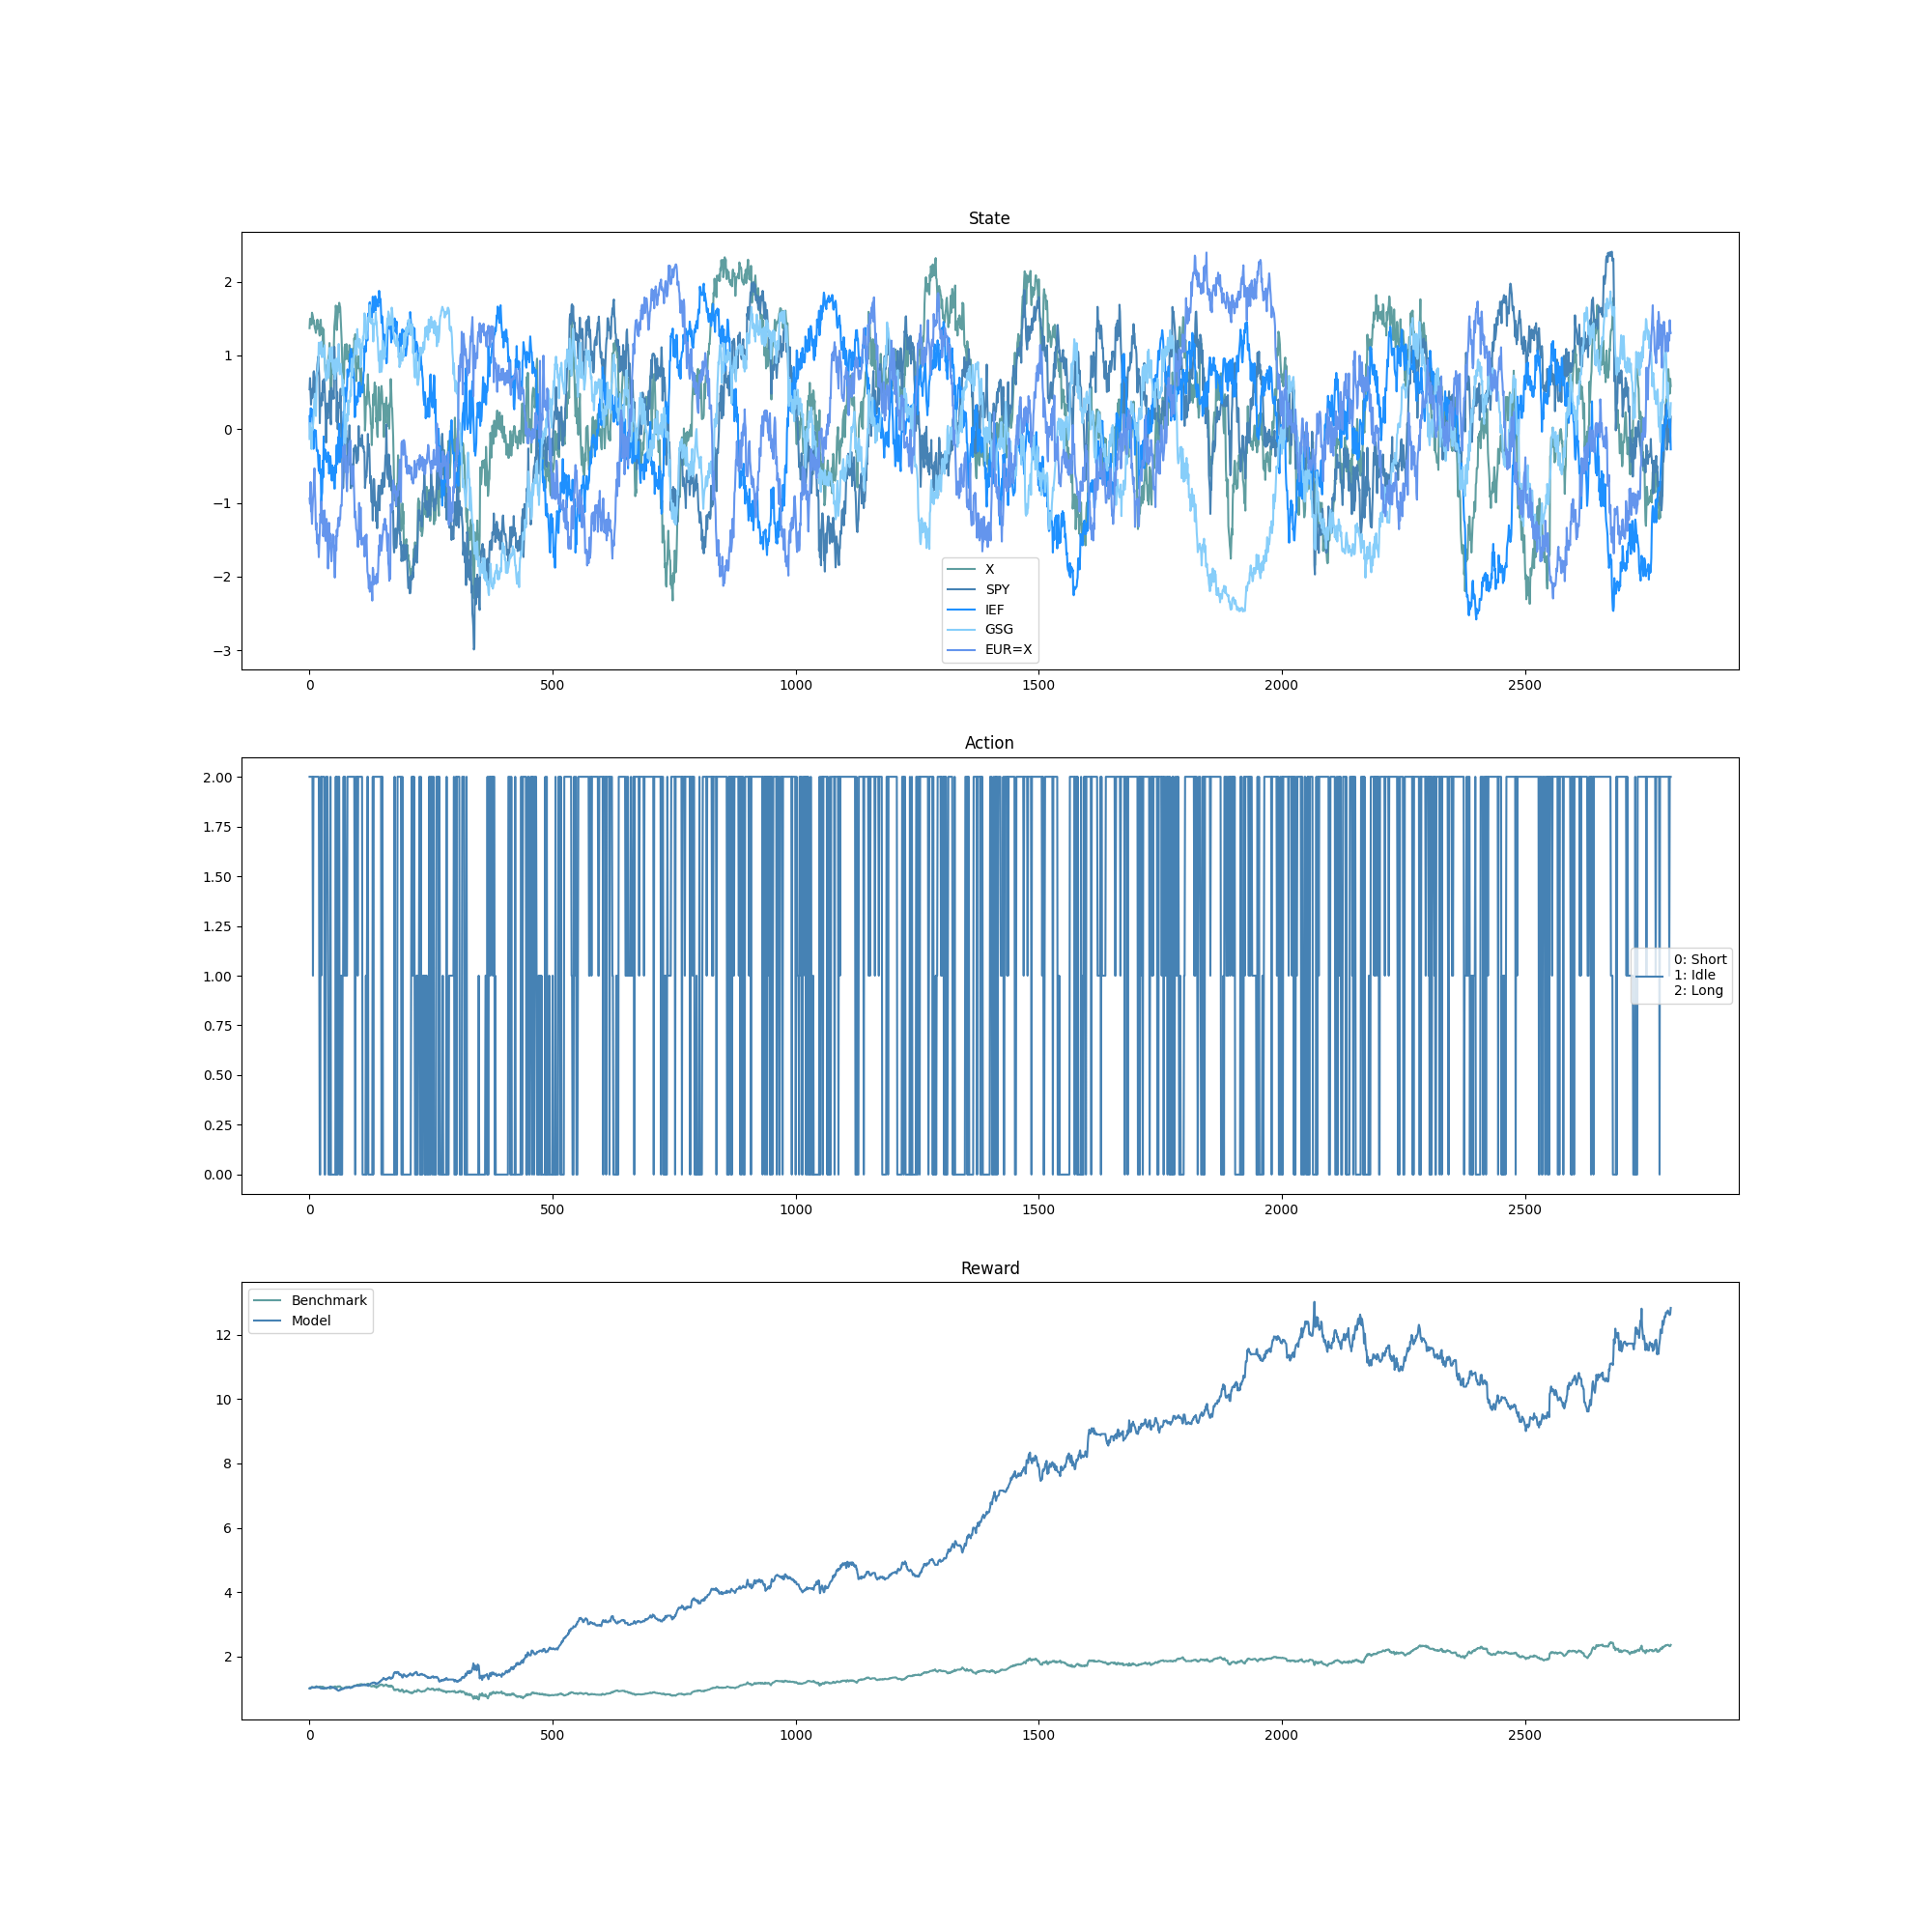 State
2
1
0
−1
−2
−3
X
SPY
IEF
GSG
EUR=X
0 500 1000 1500 2000 2500
Action
2.00
1.75
1.50
1.25
1.00
0.75
0.50
0.25
0.00
0: Short
1: Idle
2: Long
0 500 1000 1500 2000 2500
Reward
Benchmark
Model
12
10
8
6
4
2
0 500 1000 1500 2000 2500